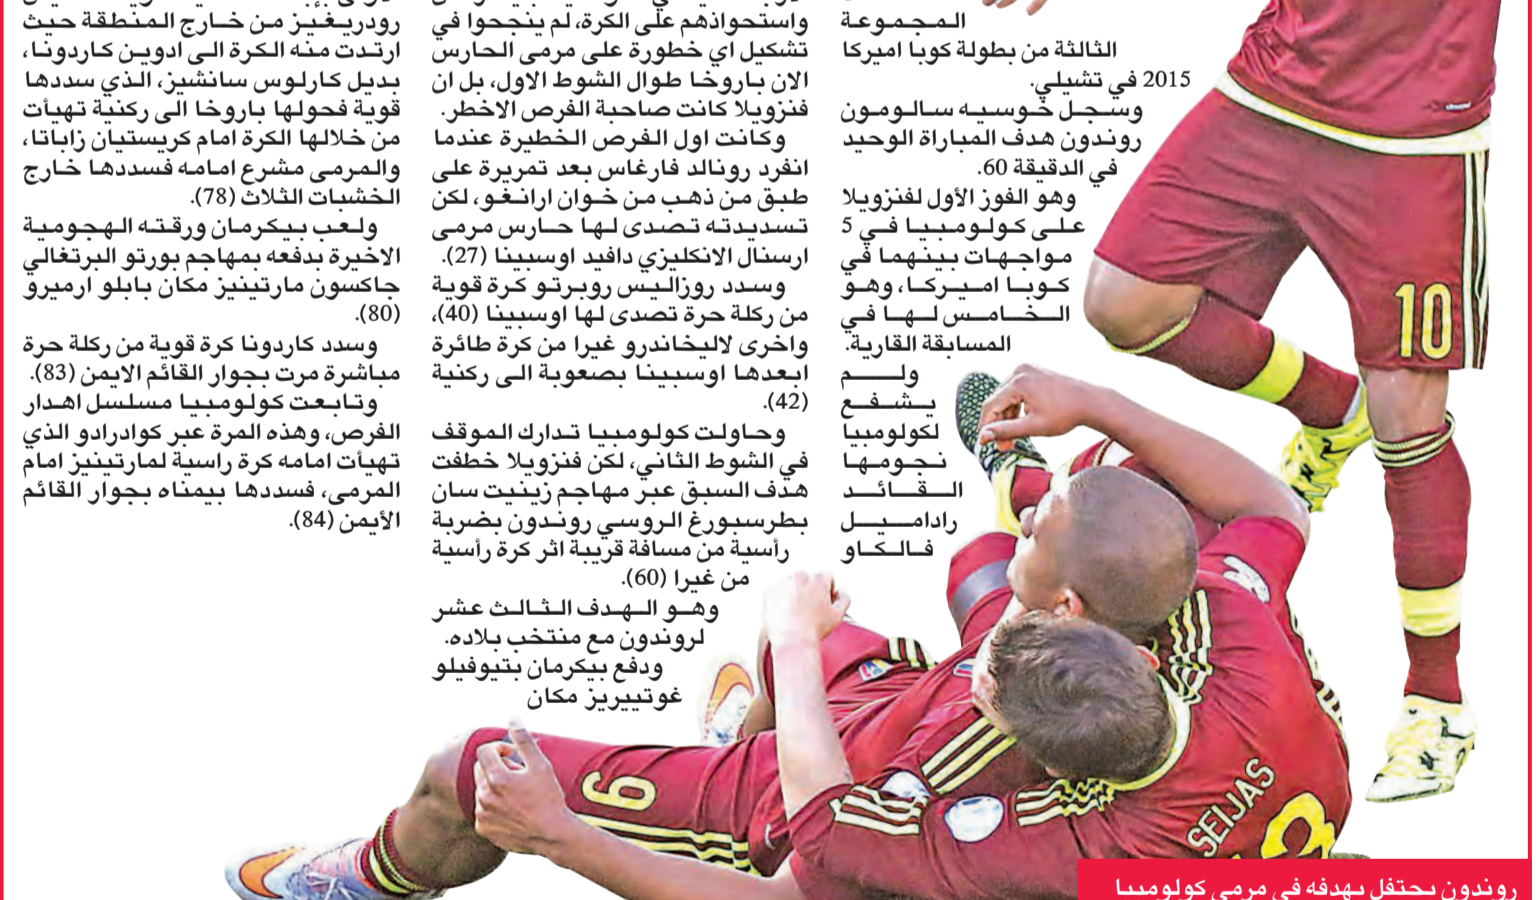 المجموعة
الثالثة من بطولة كوبا اميركا
2015 في تشيلي.
وسجل خوسيه سالومون
روندون هدف المباراة الوحيد
في الدقيقة 60.
وهو الفوز الأول لفنزويلا
على كولومبيا في 5
مواجهات بينهما في
كوبا اميركا، وهو
الخامس لها في
المسابقة القارية.
ولم
يشفع
لكولومبيا
نجومها
القائد
راداميل
فالكاو
واستحواذهم على الكرة، لم ينجحوا في
تشكيل اي خطورة على مرمى الحارس
الان باروخا طوال الشوط الاول، بل ان
فنزويلا كانت صاحبة الفرص الاخطر.
وكانت اول الفرص الخطيرة عندما
انفرد رونالد فارغاس بعد تمريرة على
طبق من ذهب من خوان ارانغو، لكن
تسديدته تصدى لها حارس مرمى
ارسنال الانكليزي دافيد اوسبينا (27).
وسدد روزاليس روبرتو كرة قوية
من ركلة حرة تصدى لها اوسبينا (40)،
واخرى لاليخاندرو غيرا من كرة طائرة
ابعدها اوسبينا بصعوبة الى ركنية
(42).
وحاولت كولومبيا تدارك الموقف
في الشوط الثاني، لكن فنزويلا خطفت
هدف السبق عبر مهاجم زينيت سان
بطرسبورغ الروسي روندون بضربة
رأسية من مسافة قريبة اثر كرة رأسية
من غيرا (60).
وهو الهدف الثالث عشر
لروندون مع منتخب بلاده.
ودفع بيكرمان بتيوفيلو
غوتييريز مكان
رودريغيز من خارج المنطقة حيث
ارتدت منه الكرة الى ادوين كاردونا،
بديل كارلوس سانشيز، الذي سددها
قوية فحولها باروخا الى ركنية تهيأت
من خلالها الكرة امام كريستيان زاباتا،
والمرمى مشرع امامه فسددها خارج
الخشبات الثلاث (78).
ولعب بيكرمان ورقته الهجومية
الاخيرة بدفعه بمهاجم بورتو البرتغالي
جاكسون مارتينيز مكان بابلو ارميرو
(80).
وسدد كاردونا كرة قوية من ركلة حرة
مباشرة مرت بجوار القائم الايمن (83).
وتابعت كولومبيا مسلسل اهدار
الفرص، وهذه المرة عبر كوادرادو الذي
تهيأت امامه كرة راسية لمارتينيز امام
المرمى، فسددها بيمناه بجوار القائم
الأيمن (84).
10
9
SEIJAS
روندون يحتفل بهدفه في مرمى كولومبيا